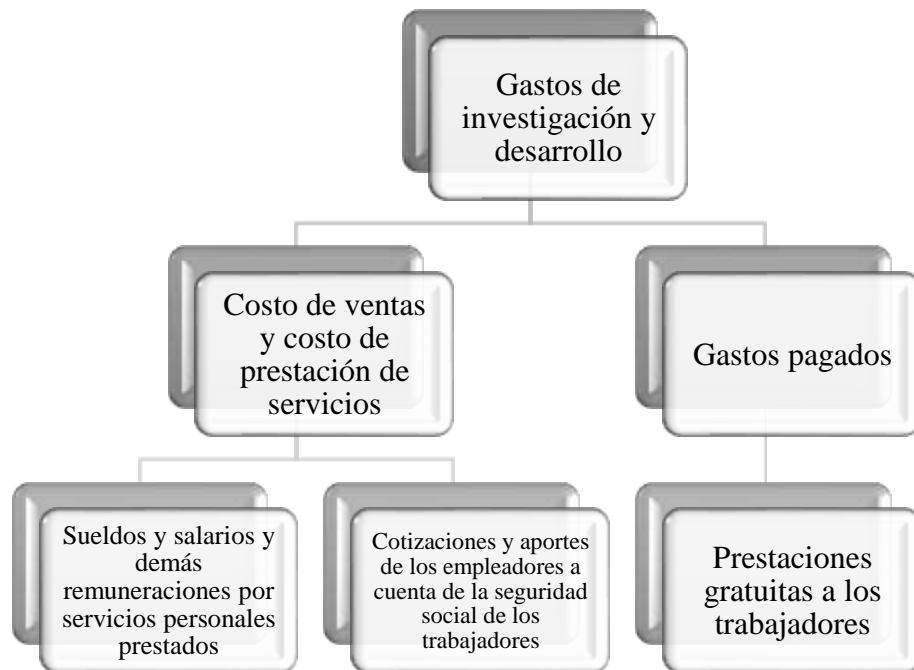 Gastos de
investigación y
desarrollo
Costo de ventas
y costo de
prestación de
servicios
Gastos pagados
Sueldos y salarios y
demás
remuneraciones por
servicios personales
prestados
Cotizaciones y aportes
de los empleadores a
cuenta de la seguridad
social de los
trabajadores
Prestaciones
gratuitas a los
trabajadores